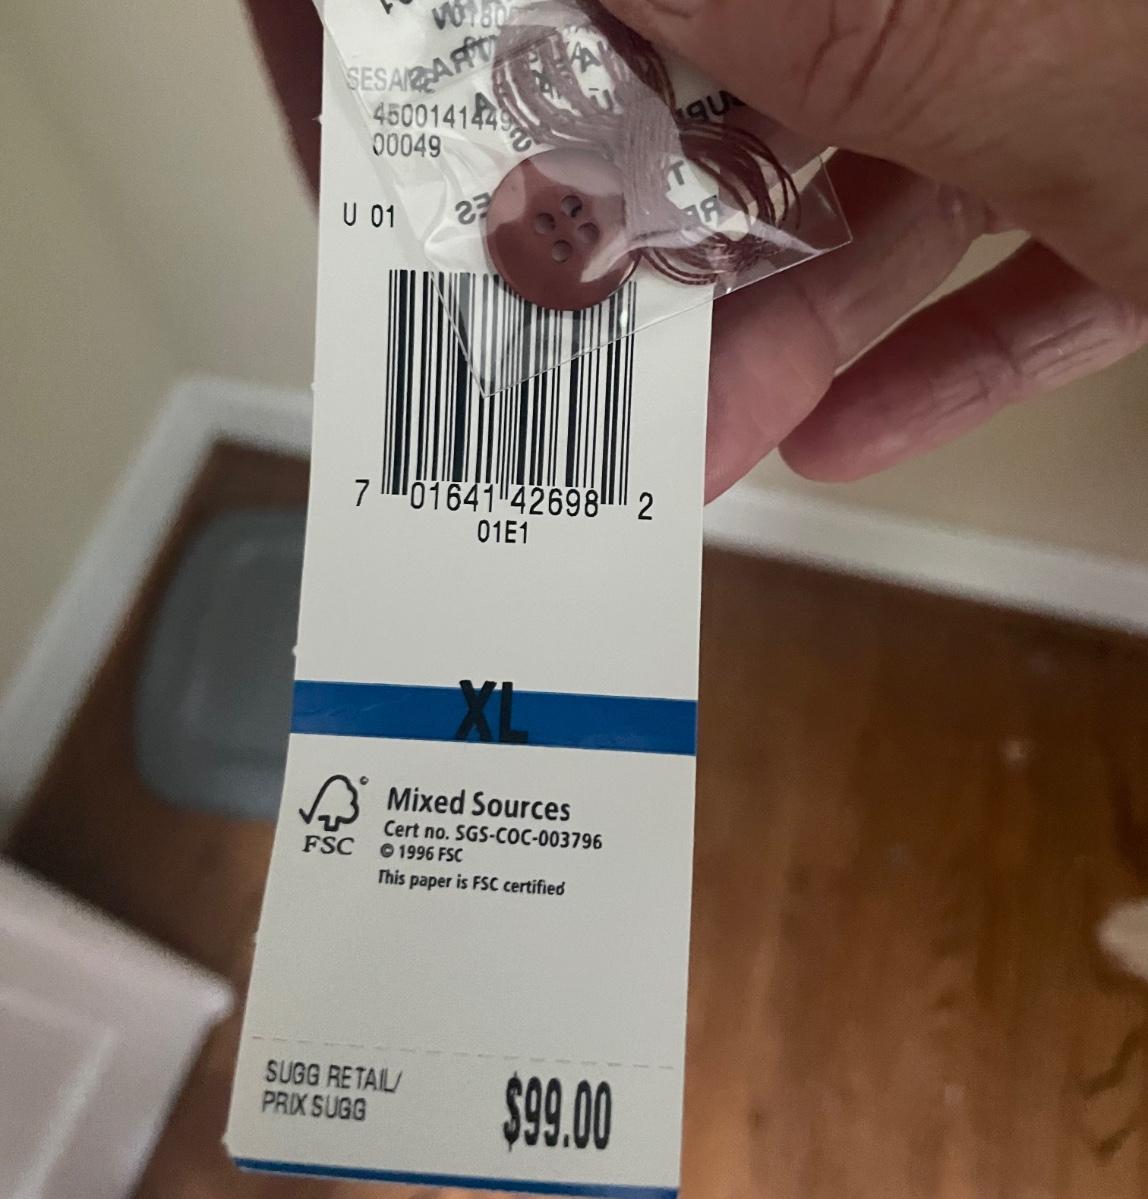 SESAME
4500141449
00049
U 01
7 01641 42698 2
01E1
XL
FSC
Mixed Sources
Cert no. SGS-COC-003796
© 1996 FSC
This paper is FSC certified
SUGG RETAIL/
PRIX SUGG
$99.00